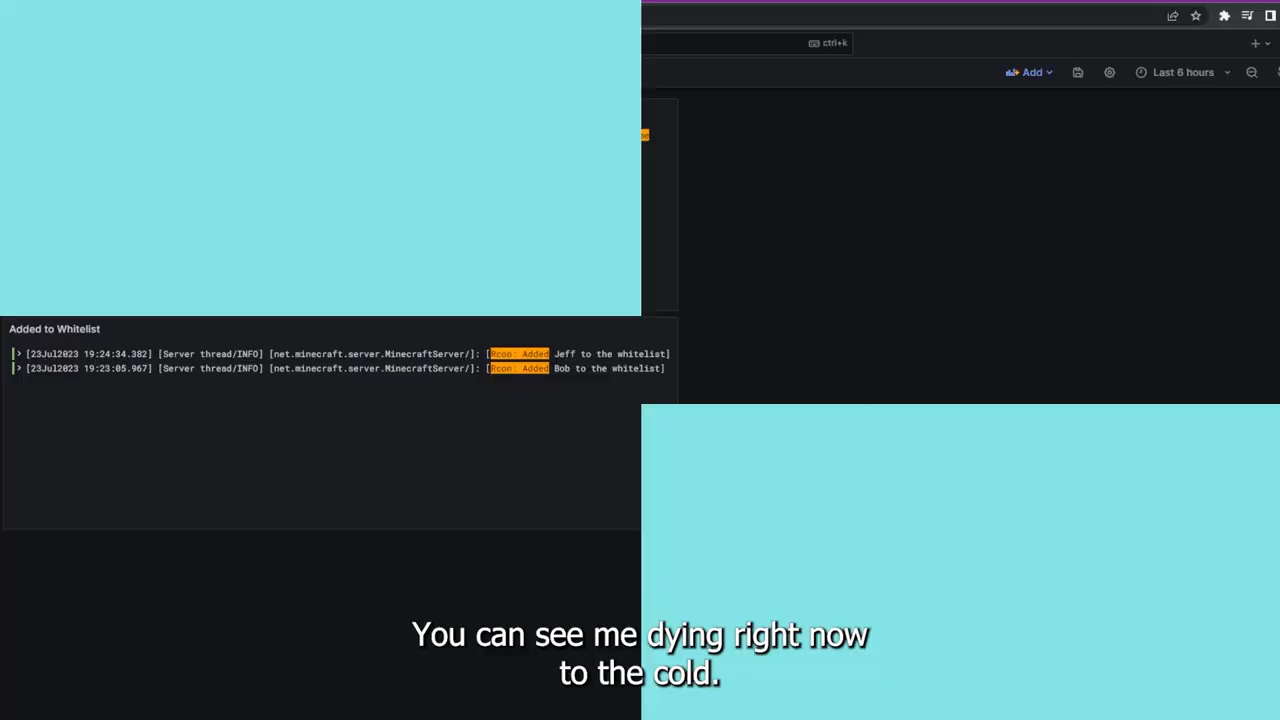 ctrl+k
Add
Last 6 hours
Added to Whitelist
[23Jul2023 19:24:34.382] [Server thread/INFO] [net.minecraft.server.MinecraftServer/]: [Rcon: Added Jeff to the whitelist]
[23Jul2023 19:23:05.967] [Server thread/INFO] [net.minecraft.server.MinecraftServer/]: [Rcon: Added Bob to the whitelist]
You can see me dying right now
to the cold.